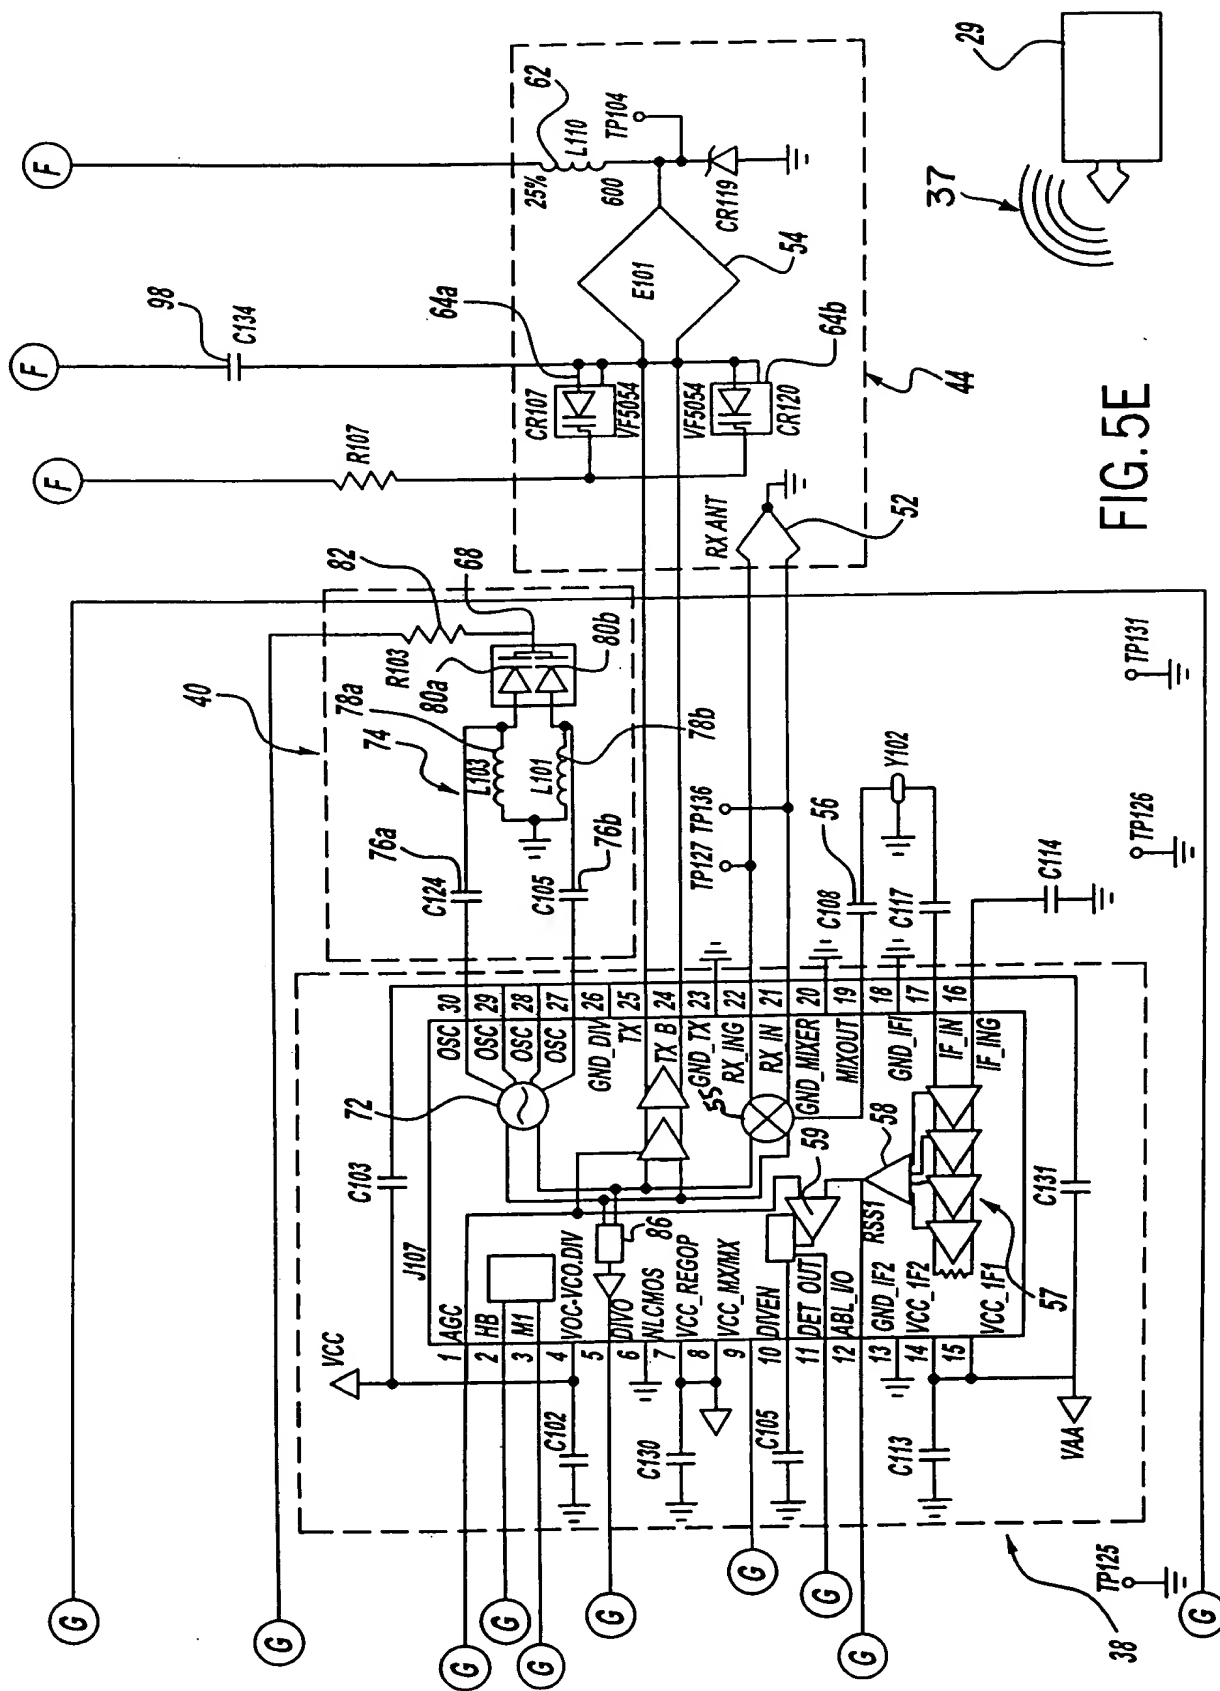 F
F
F
98
C134
R107
62
25%
L110
600
TP104
CR119
E101
54
64a
CR107
VF5054
VF5054
CR120
64b
44
RX ANT
52
29
37
40
82
R103
68
80a
80b
78a
74
L103
L101
78b
76a
C124
C105
76b
TP127
TP136
56
C108
C117
Y102
C114
TP131
TP126
TP125
38
72
C103
J107
VCC
OSC 30
OSC 29
OSC 28
OSC 27
GND_DIV 26
TX 25
TX B 24
GND_TX 23
RX_ING 22
RX IN 21
GND_MIXER 20
MIXOUT 19
GND_IFI 18
IF_IN 17
IF_ING 16
1 AGC
2 HB
3 M1
4 VOC-VCO.DIV
5 DIVO
6 NLCMOS
7 VCC_REGOP
8 VCC_MX/MX
9
10 DIVEN
11 DET OUT
12 ABL_I/O
13 GND_IF2
14 VCC_1F2
15 VCC_1F1
86
55
59
58
RSS1
57
C131
C102
C130
C105
C113
VAA
G
G
G
G
G
G
G
G
G
G
FIG.5E